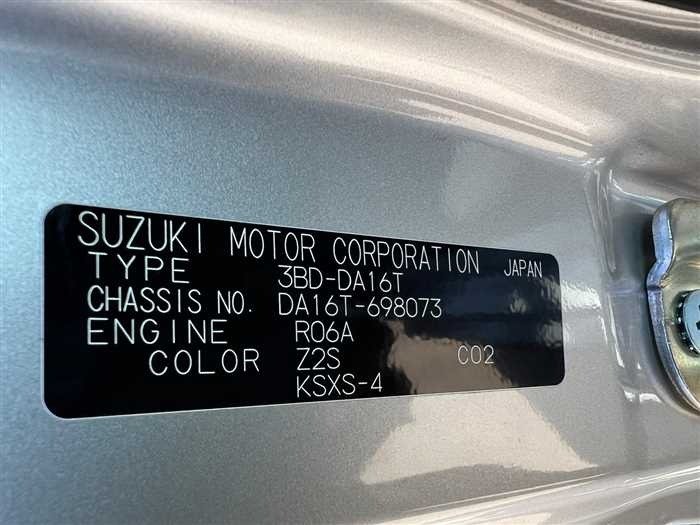 SUZUKI MOTOR CORPORATION JAPAN
TYPE 3BD-DA16T
CHASSIS NO. DA16T-698073
ENGINE R06A
COLOR Z2S C02
KSXS-4